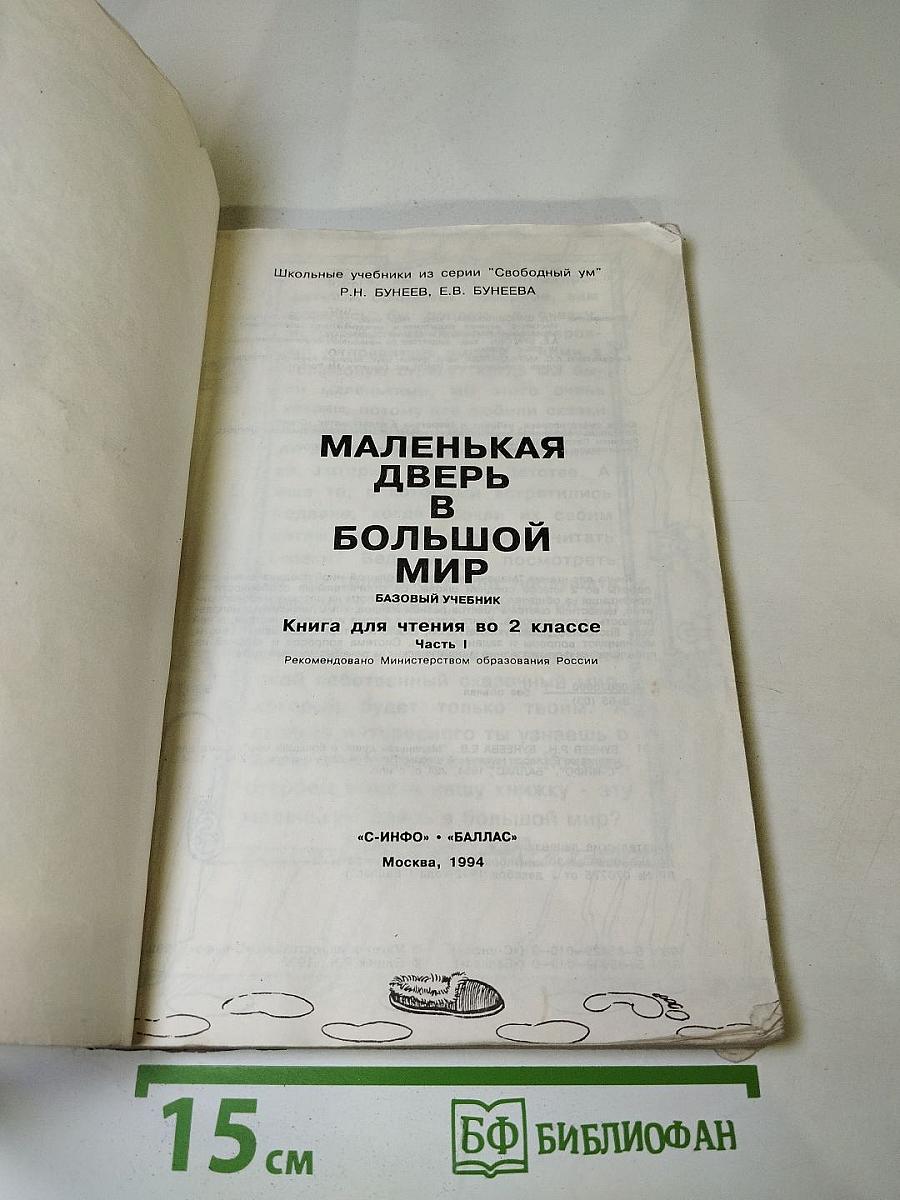 Школьные учебники из серии "Свободный ум"
Р.Н. БУНЕЕВ, Е.В. БУНЕЕВА
МАЛЕНЬКАЯ
ДВЕРЬ
В
БОЛЬШОЙ
МИР
БАЗОВЫЙ УЧЕБНИК
Книга для чтения во 2 классе
Часть I
Рекомендовано Министерством образования России
«С-ИНФО» • «БАЛЛАС»
Москва, 1994
15 см
БФ БИБЛИОФАН